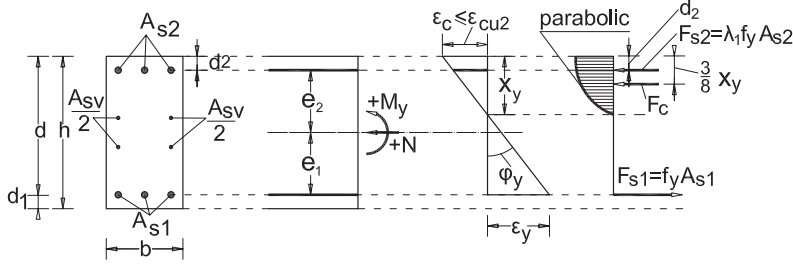 A_s2
ε_c ≤ ε_cu2
parabolic
d_2
F_s2=λ_1f_yA_s2
d2
e_2
+M_y
x_y
3/8 x_y
F_c
A_sv/2
A_sv/2
d
h
+N
e_1
φ_y
F_s1=f_yA_s1
d_1
A_s1
b
ε_y